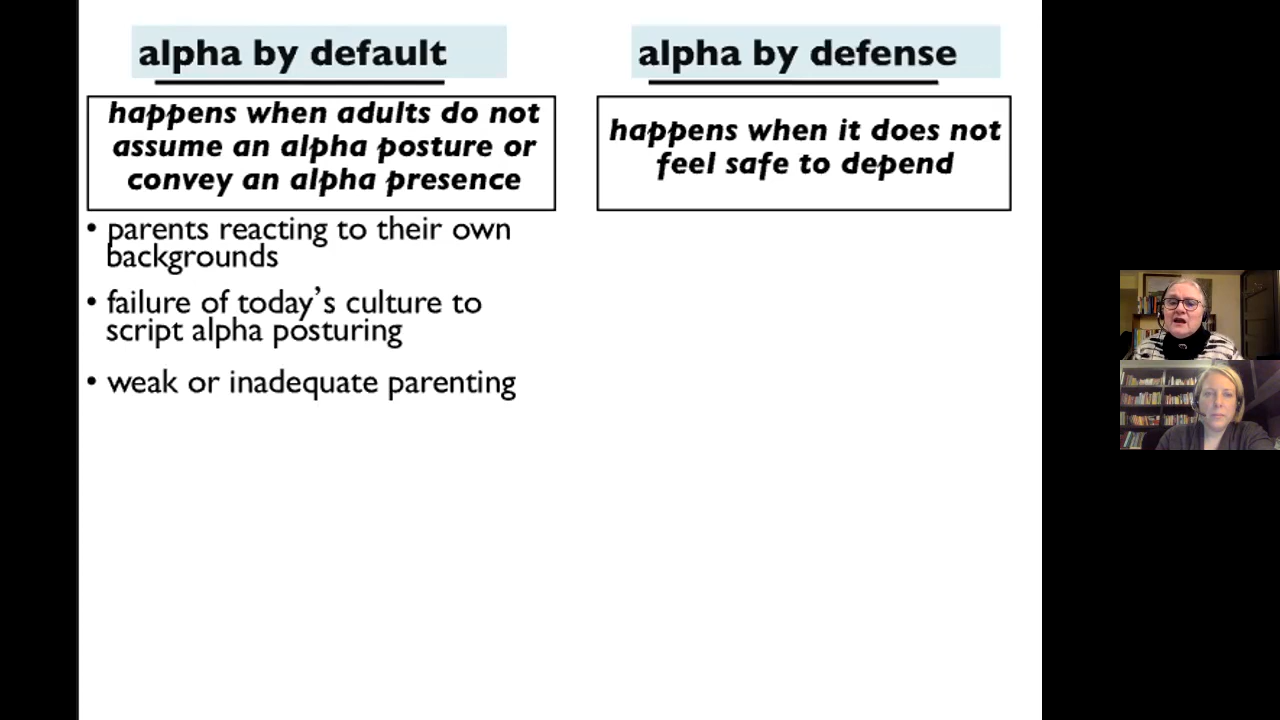 alpha by default
happens when adults do not
assume an alpha posture or
convey an alpha presence
• parents reacting to their own
backgrounds
• failure of today’s culture to
script alpha posturing
• weak or inadequate parenting
alpha by defense
happens when it does not
feel safe to depend